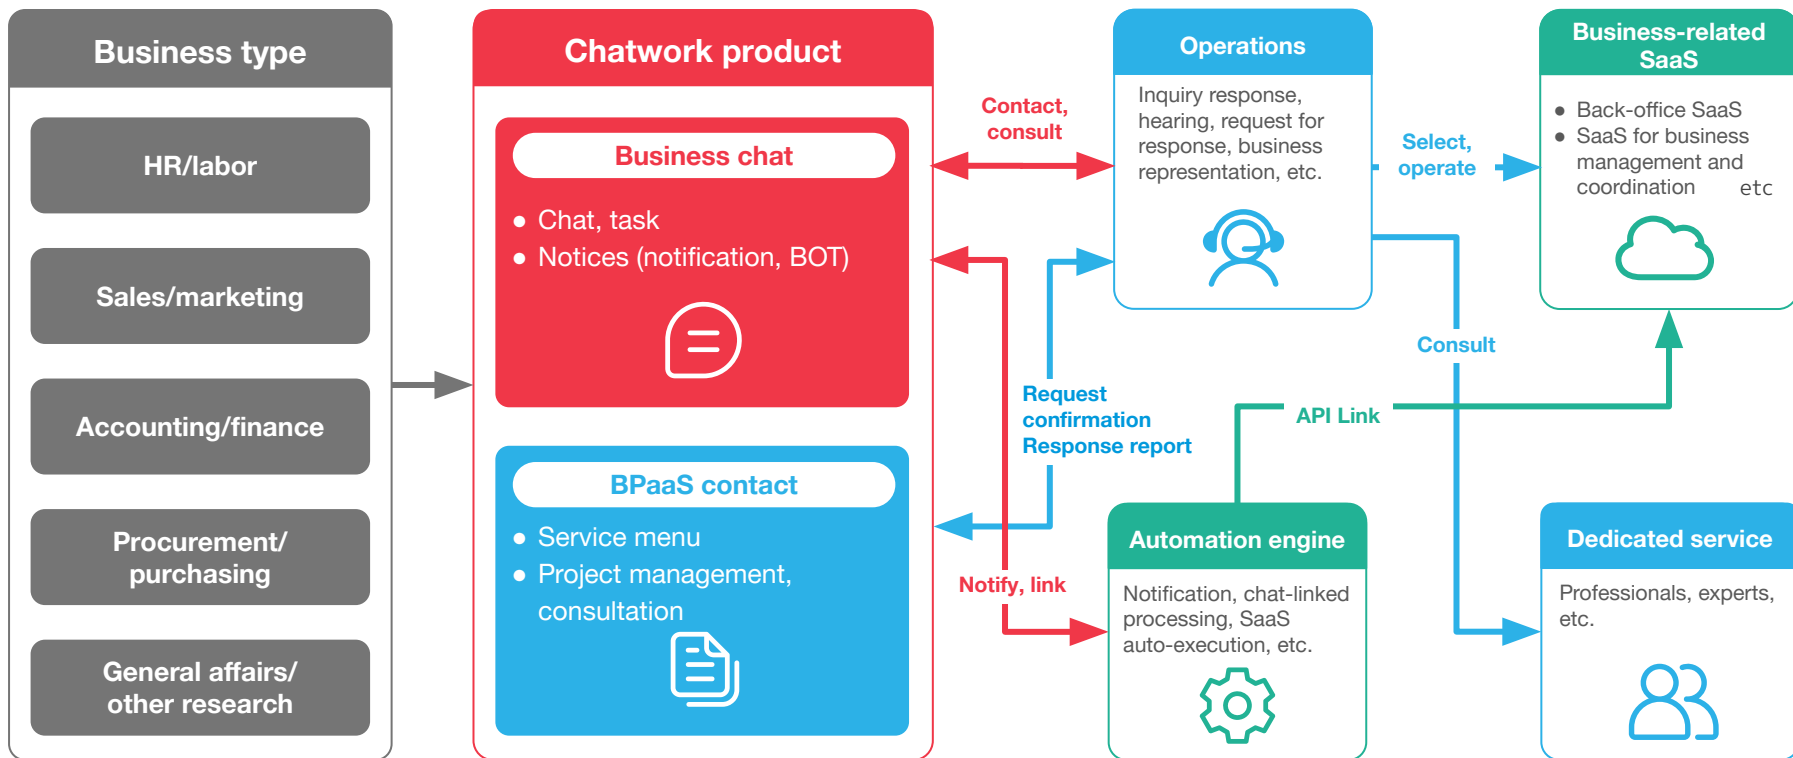 Business type
HR/labor
Sales/marketing
Accounting/finance
Procurement/
purchasing
General affairs/
other research
Chatwork product
Business chat
● Chat, task
● Notices (notification, BOT)
BPaaS contact
● Service menu
● Project management,
consultation
Contact,
consult
Request
confirmation
Response report
Notify, link
Operations
Inquiry response,
hearing, request for
response, business
representation, etc.
Select,
operate
Consult
API Link
Automation engine
Notification, chat-linked
processing, SaaS
auto-execution, etc.
Business-related
SaaS
● Back-office SaaS
● SaaS for business
management and
coordination etc
Dedicated service
Professionals, experts,
etc.